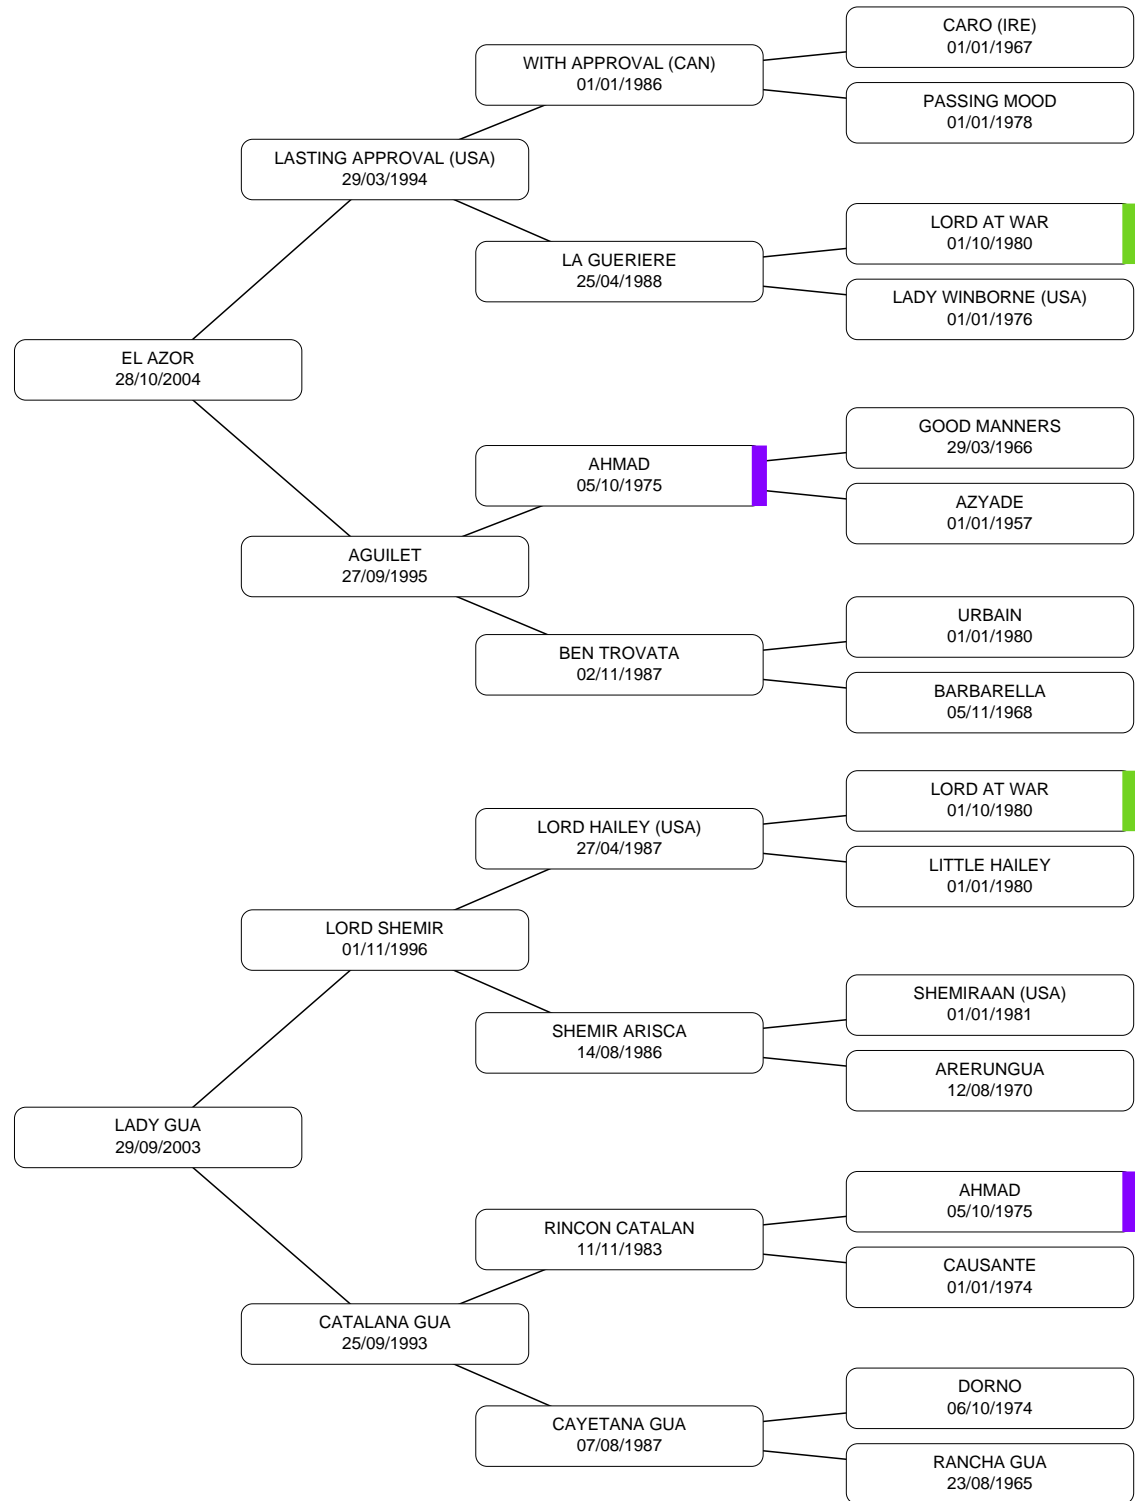 CARO (IRE)
01/01/1967
WITH APPROVAL (CAN)
01/01/1986
PASSING MOOD
01/01/1978
LASTING APPROVAL (USA)
29/03/1994
LORD AT WAR
01/10/1980
LA GUERIERE
25/04/1988
LADY WINBORNE (USA)
01/01/1976
EL AZOR
28/10/2004
GOOD MANNERS
29/03/1966
AHMAD
05/10/1975
AZYADE
01/01/1957
AGUILET
27/09/1995
URBAIN
01/01/1980
BEN TROVATA
02/11/1987
BARBARELLA
05/11/1968
LORD AT WAR
01/10/1980
LORD HAILEY (USA)
27/04/1987
LITTLE HAILEY
01/01/1980
LORD SHEMIR
01/11/1996
SHEMIRAAN (USA)
01/01/1981
SHEMIR ARISCA
14/08/1986
ARERUNGUA
12/08/1970
LADY GUA
29/09/2003
AHMAD
05/10/1975
RINCON CATALAN
11/11/1983
CAUSANTE
01/01/1974
CATALANA GUA
25/09/1993
DORNO
06/10/1974
CAYETANA GUA
07/08/1987
RANCHA GUA
23/08/1965